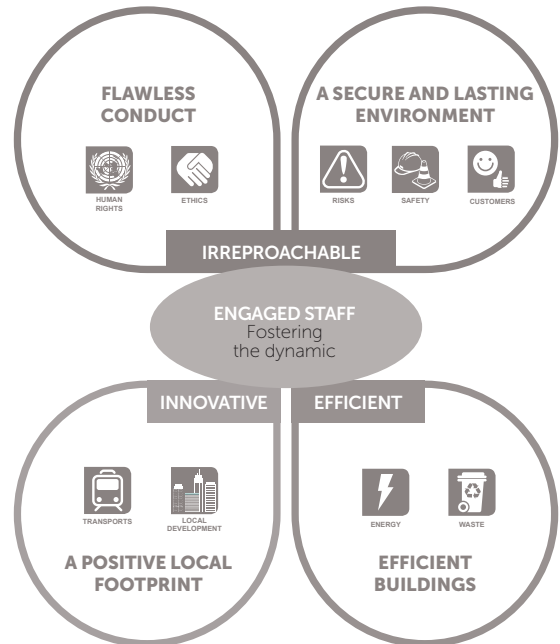 FLAWLESS
CONDUCT
HUMAN
RIGHTS
ETHICS
A SECURE AND LASTING
ENVIRONMENT
RISKS
SAFETY
CUSTOMERS
IRREPROACHABLE
ENGAGED STAFF
Fostering
the dynamic
INNOVATIVE
EFFICIENT
TRANSPORTS
LOCAL
DEVELOPMENT
A POSITIVE LOCAL
FOOTPRINT
ENERGY
WASTE
EFFICIENT
BUILDINGS